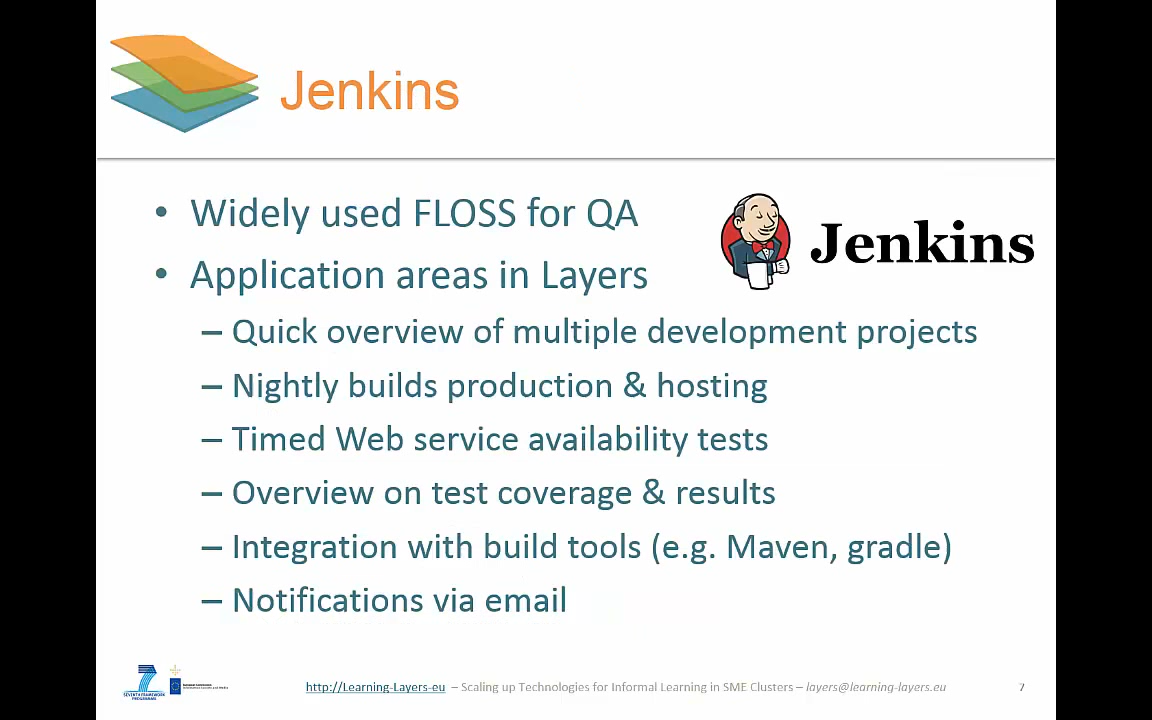 Jenkins
• Widely used FLOSS for QA
Jenkins
• Application areas in Layers
– Quick overview of multiple development projects
– Nightly builds production & hosting
– Timed Web service availability tests
– Overview on test coverage & results
– Integration with build tools (e.g. Maven, gradle)
– Notifications via email
SEVENTH FRAMEWORK
PROGRAMME
http://Learning-Layers-eu – Scaling up Technologies for Informal Learning in SME Clusters – layers@learning-layers.eu
7